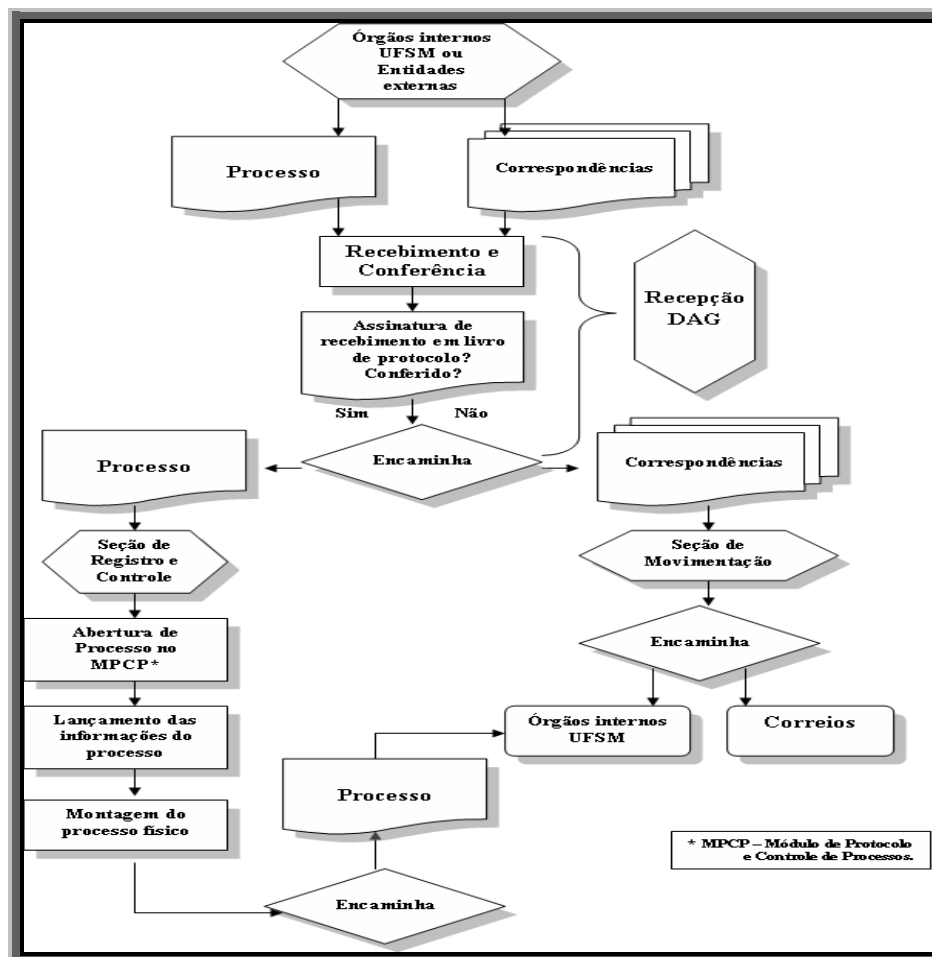 Órgãos internos
UFSM ou
Entidades
externas
Processo
Correspondências
Recebimento e
Conferência
Recepção
DAG
Assinatura de
recebimento em livro
de protocolo?
Conferido?
Sim
Não
Encaminha
Processo
Correspondências
Seção de
Registro e
Controle
Seção de
Movimentação
Abertura de
Processo no
MPCP*
Encaminha
Lançamento das
informações do
processo
Órgãos internos
UFSM
Correios
Processo
Montagem do
processo físico
* MPCP – Módulo de Protocolo
e Controle de Processos.
Encaminha